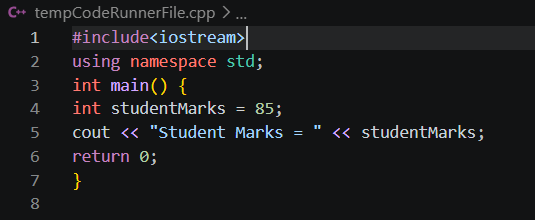 tempCodeRunnerFile.cpp > ...
1 #include<iostream>
2 using namespace std;
3 int main() {
4 int studentMarks = 85;
5 cout << "Student Marks = " << studentMarks;
6 return 0;
7 }
8